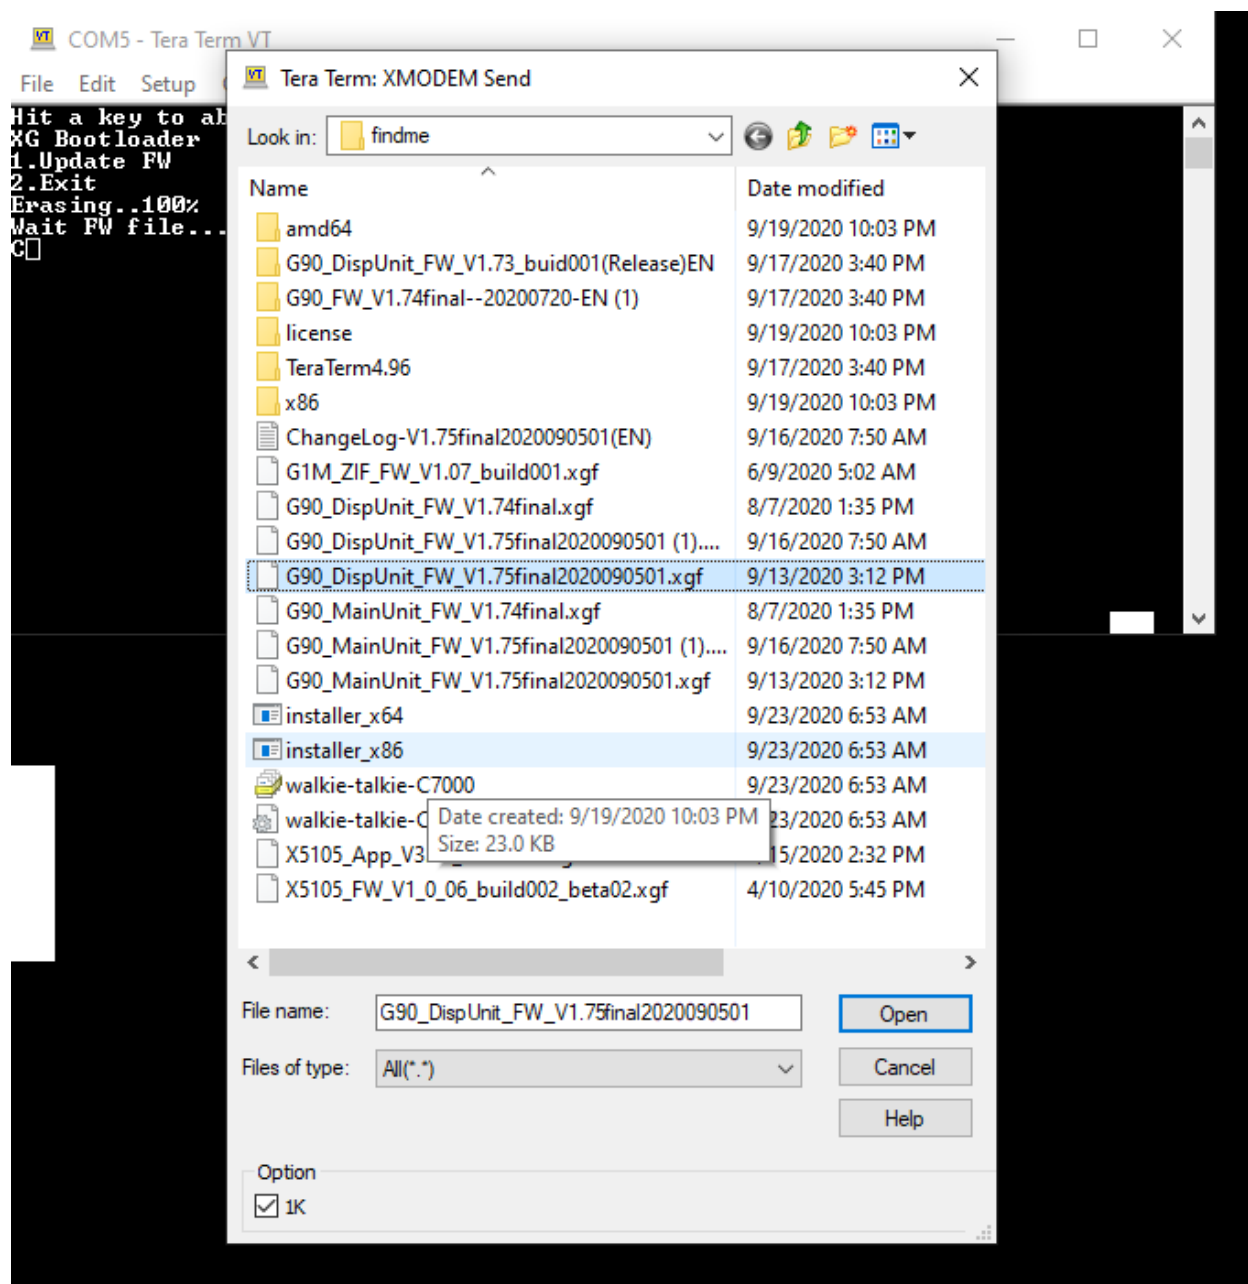 COM5 - Tera Term VT
File Edit Setup
Hit a key to ab
XG Bootloader
1.Update FW
2.Exit
Erasing..100%
Wait FW file...
C
Tera Term: XMODEM Send
Look in: findme
Name Date modified
amd64 9/19/2020 10:03 PM
G90_DispUnit_FW_V1.73_buid001(Release)EN 9/17/2020 3:40 PM
G90_FW_V1.74final--20200720-EN (1) 9/17/2020 3:40 PM
license 9/19/2020 10:03 PM
TeraTerm4.96 9/17/2020 3:40 PM
x86 9/19/2020 10:03 PM
ChangeLog-V1.75final2020090501(EN) 9/16/2020 7:50 AM
G1M_ZIF_FW_V1.07_build001.xgf 6/9/2020 5:02 AM
G90_DispUnit_FW_V1.74final.xgf 8/7/2020 1:35 PM
G90_DispUnit_FW_V1.75final2020090501 (1).... 9/16/2020 7:50 AM
G90_DispUnit_FW_V1.75final2020090501.xgf 9/13/2020 3:12 PM
G90_MainUnit_FW_V1.74final.xgf 8/7/2020 1:35 PM
G90_MainUnit_FW_V1.75final2020090501 (1).... 9/16/2020 7:50 AM
G90_MainUnit_FW_V1.75final2020090501.xgf 9/13/2020 3:12 PM
installer_x64 9/23/2020 6:53 AM
installer_x86 9/23/2020 6:53 AM
walkie-talkie-C7000 9/23/2020 6:53 AM
walkie-talkie-C 23/2020 6:53 AM
Date created: 9/19/2020 10:03 PM
Size: 23.0 KB
X5105_App_V3 15/2020 2:32 PM
X5105_FW_V1_0_06_build002_beta02.xgf 4/10/2020 5:45 PM
File name: G90_DispUnit_FW_V1.75final2020090501 Open
Files of type: All(*.*) Cancel
Help
Option
1K